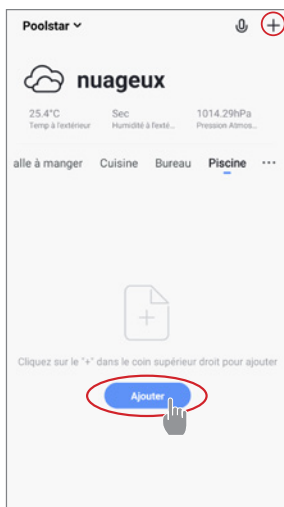 Poolstar
nuageux
25.4°C Sec 1014.29hPa
Temp à l'extérieur Humidité à l'exté... Pression Atmos...
alle à manger Cuisine Bureau Piscine ...
Cliquez sur le "+" dans le coin supérieur droit pour ajouter
Ajouter